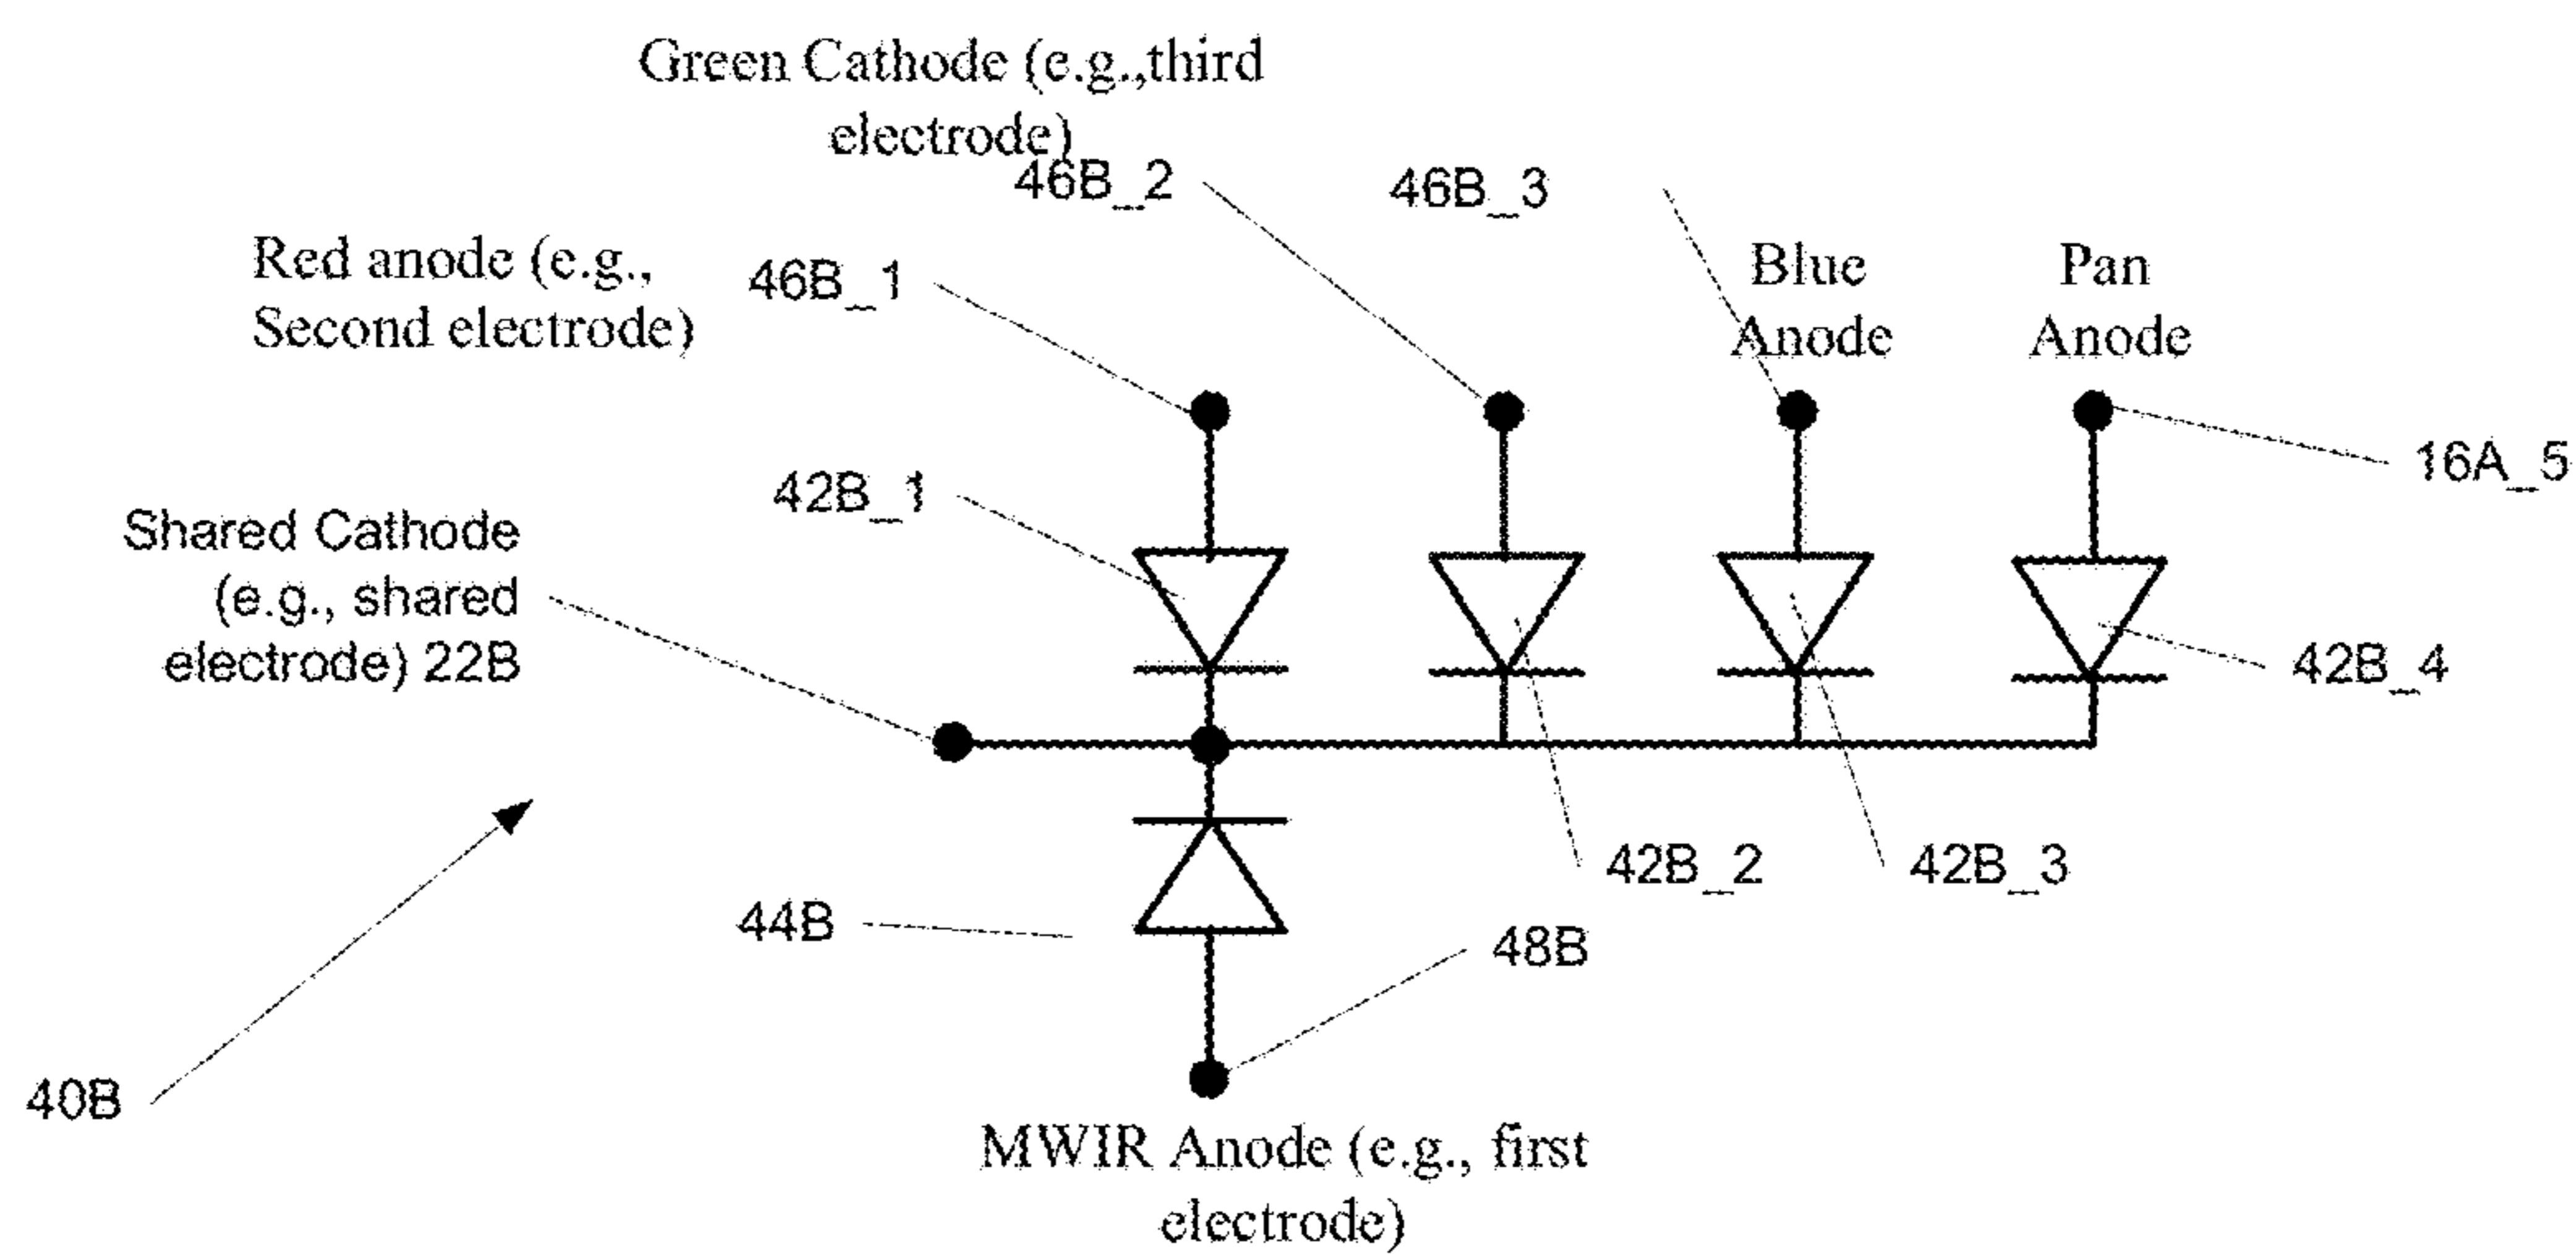 Green Cathode (e.g.,third
electrode)
46B_2
46B_3
Red anode (e.g.,
Second electrode)
46B_1
Blue
Anode
Pan
Anode
16A_5
42B_1
Shared Cathode
(e.g., shared
electrode) 22B
42B_4
42B_2
42B_3
44B
48B
40B
MWIR Anode (e.g., first
electrode)